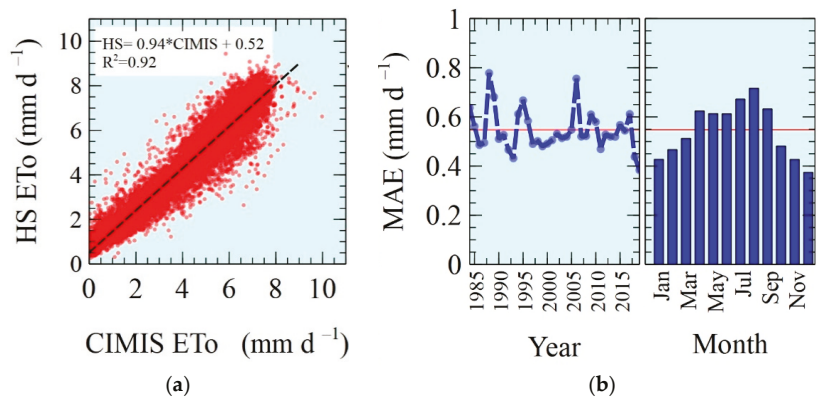 HS= 0.94*CIMIS + 0.52
R²=0.92
HS ETo (mm d⁻¹)
10
8
6
4
2
0
0 2 4 6 8 10
CIMIS ETo (mm d⁻¹)
(a)
MAE (mm d⁻¹)
1
0.8
0.6
0.4
0.2
0
1985 1990 1995 2000 2005 2010 2015
Year
Jan Mar May Jul Sep Nov
Month
(b)